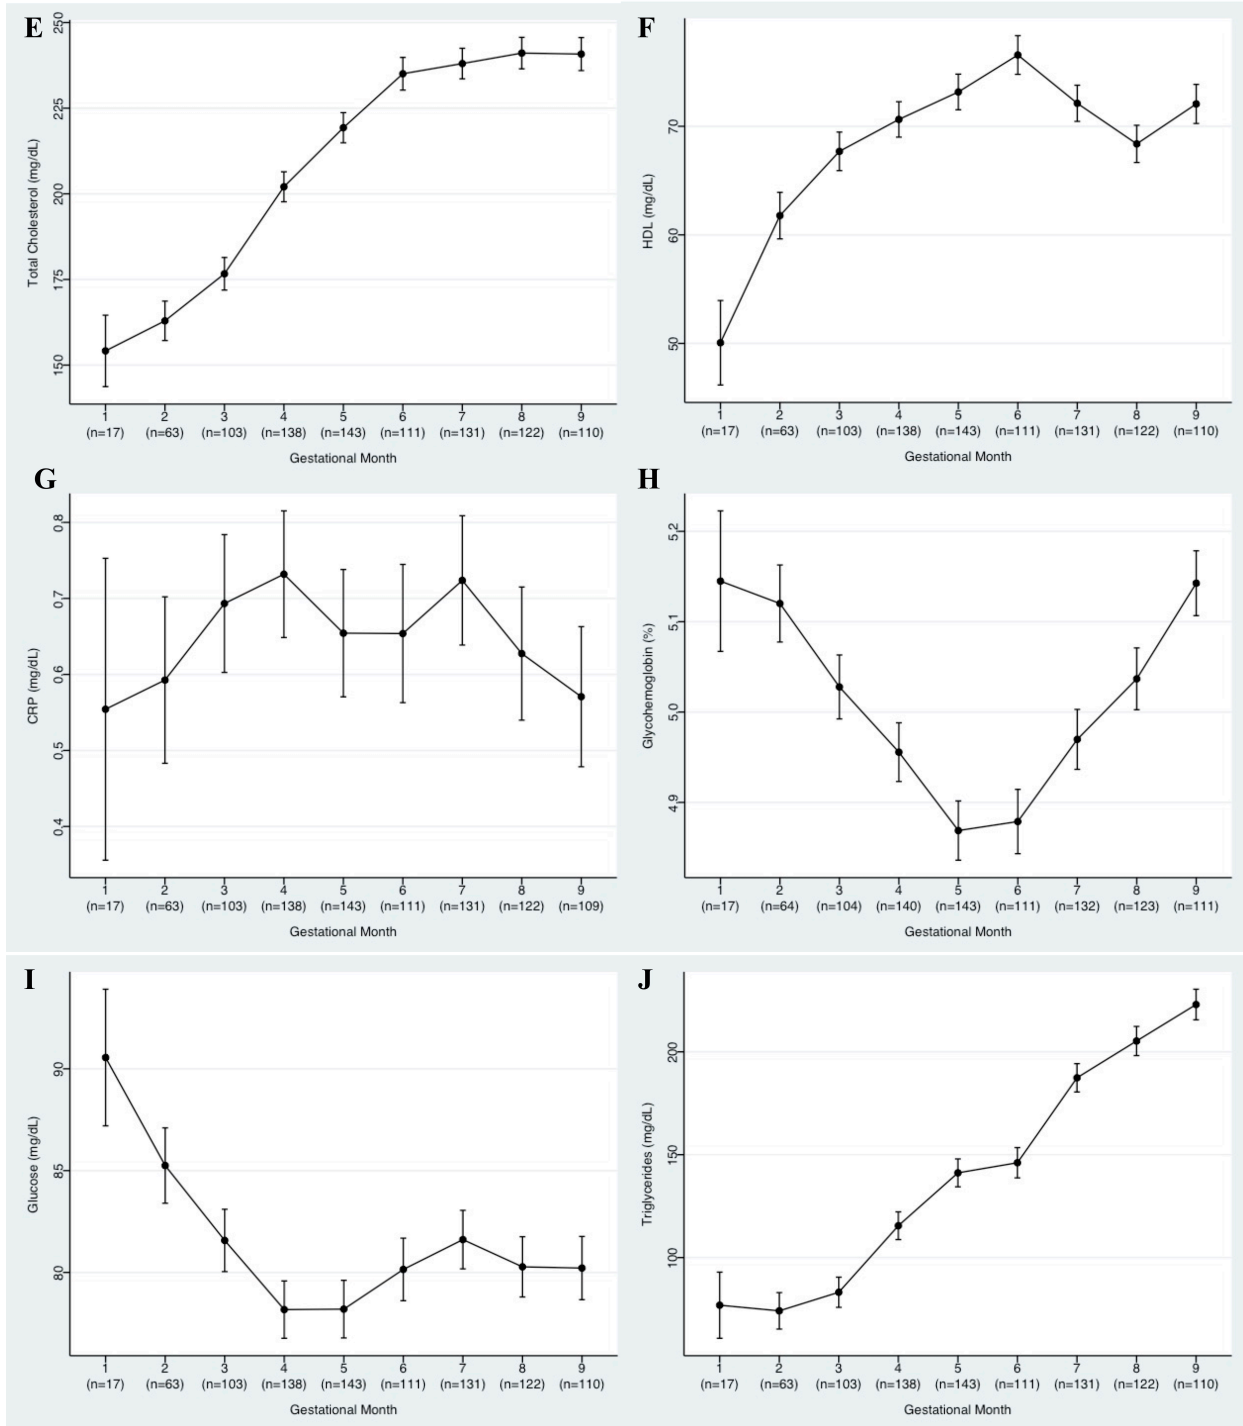 E
Total Cholesterol (mg/dL)
250
225
200
175
150
1 2 3 4 5 6 7 8 9
(n=17) (n=63) (n=103) (n=138) (n=143) (n=111) (n=131) (n=122) (n=110)
Gestational Month
F
HDL (mg/dL)
70
60
50
1 2 3 4 5 6 7 8 9
(n=17) (n=63) (n=103) (n=138) (n=143) (n=111) (n=131) (n=122) (n=110)
Gestational Month
G
CRP (mg/dL)
0.8
0.7
0.6
0.5
0.4
1 2 3 4 5 6 7 8 9
(n=17) (n=63) (n=103) (n=138) (n=143) (n=111) (n=131) (n=122) (n=109)
Gestational Month
H
Glycohemoglobin (%)
5.2
5.1
5.0
4.9
1 2 3 4 5 6 7 8 9
(n=17) (n=64) (n=104) (n=140) (n=143) (n=111) (n=132) (n=123) (n=111)
Gestational Month
I
Glucose (mg/dL)
90
85
80
1 2 3 4 5 6 7 8 9
(n=17) (n=63) (n=103) (n=138) (n=143) (n=111) (n=131) (n=122) (n=110)
Gestational Month
J
Triglycerides (mg/dL)
200
150
100
1 2 3 4 5 6 7 8 9
(n=17) (n=63) (n=103) (n=138) (n=143) (n=111) (n=131) (n=122) (n=110)
Gestational Month